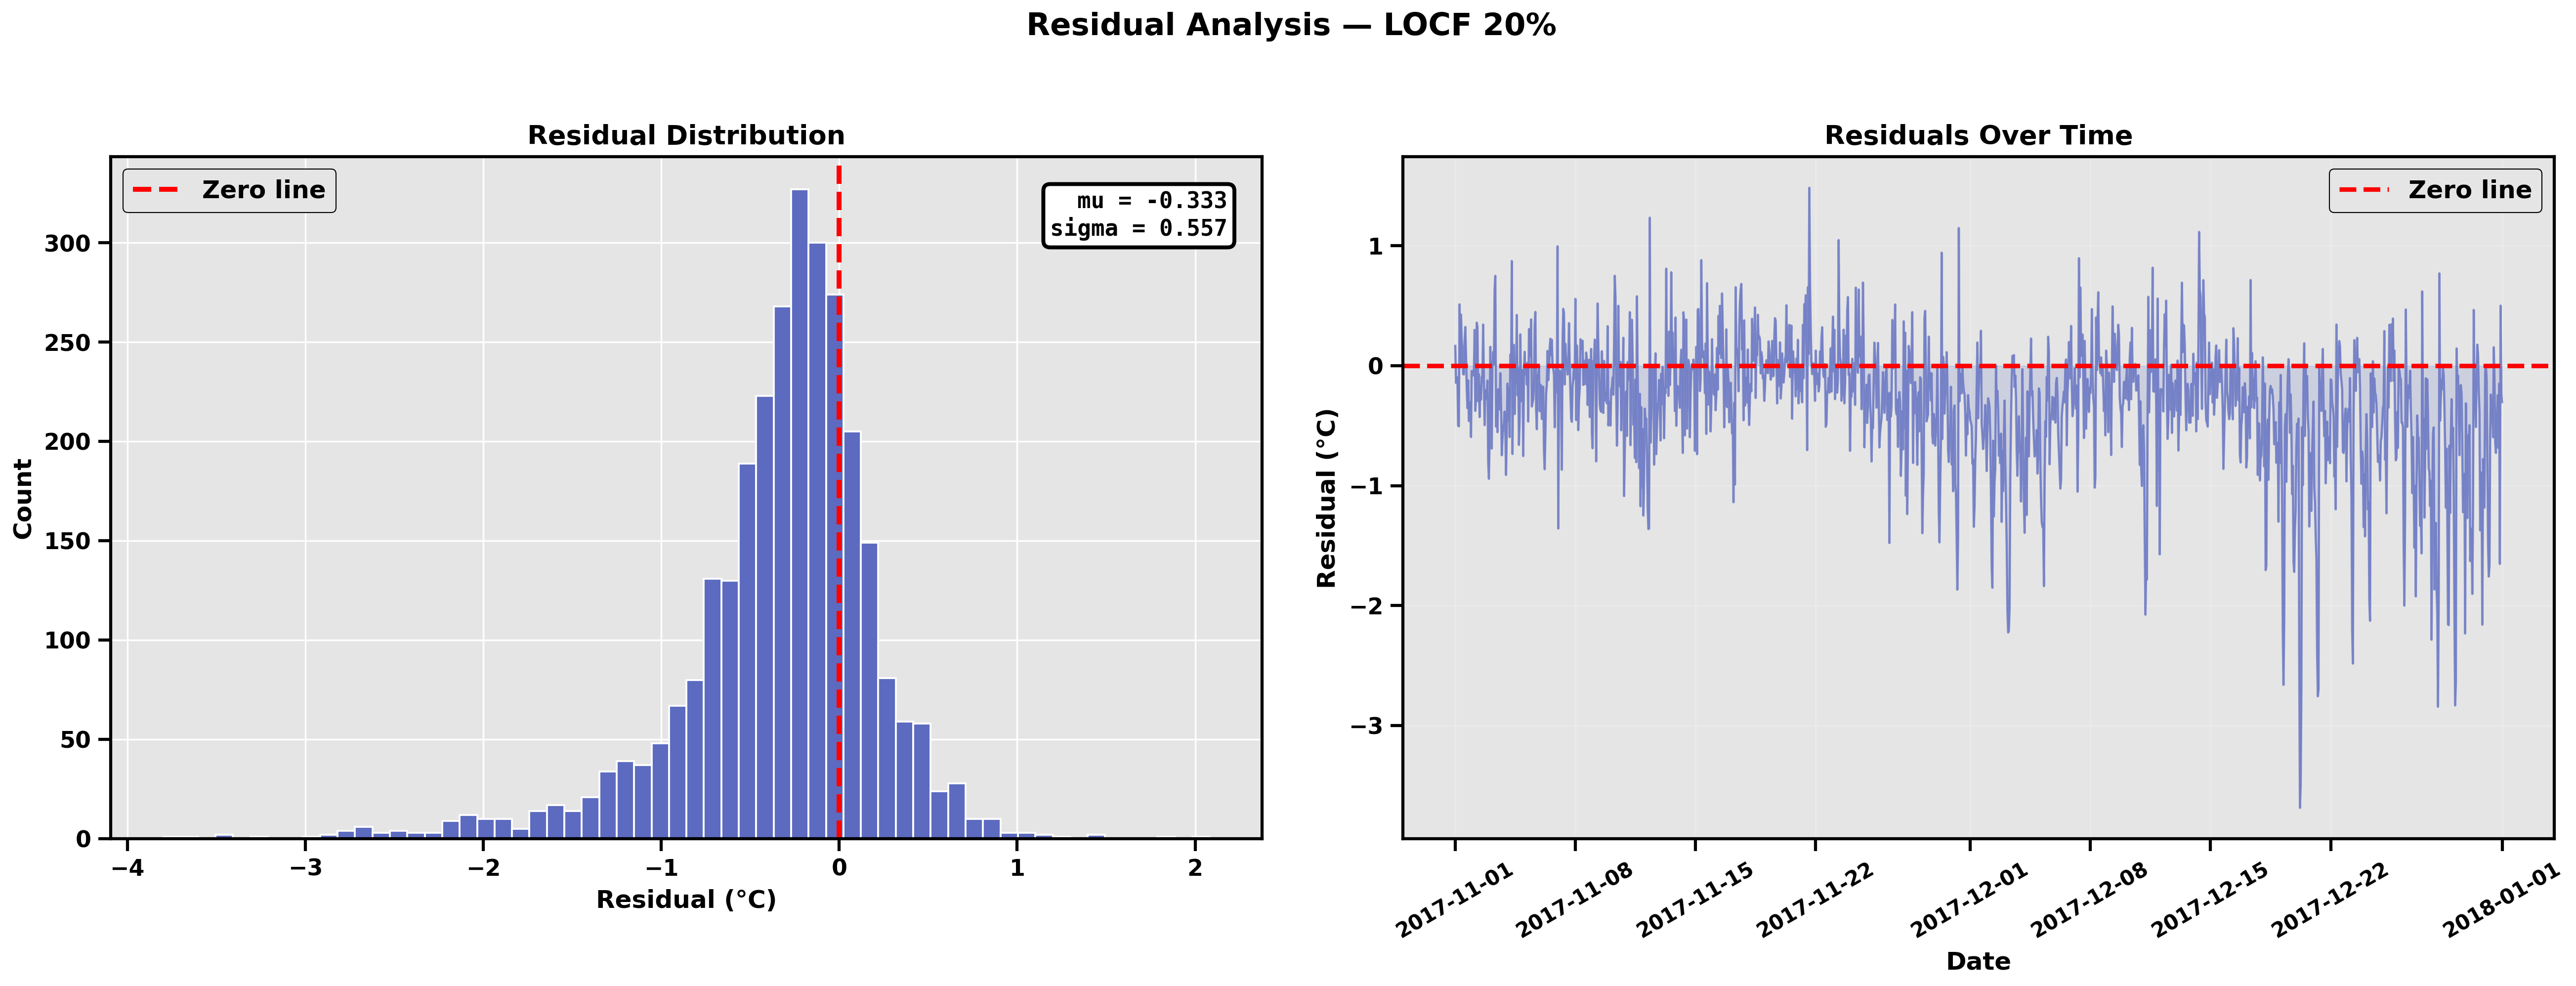 Residual Analysis — LOCF 20%
Residual Distribution
Zero line
mu = -0.333
sigma = 0.557
Count
300
250
200
150
100
50
0
−4
−3
−2
−1
0
1
2
Residual (°C)
Residuals Over Time
Zero line
Residual (°C)
1
0
−1
−2
−3
2017-11-01
2017-11-08
2017-11-15
2017-11-22
2017-12-01
2017-12-08
2017-12-15
2017-12-22
2018-01-01
Date